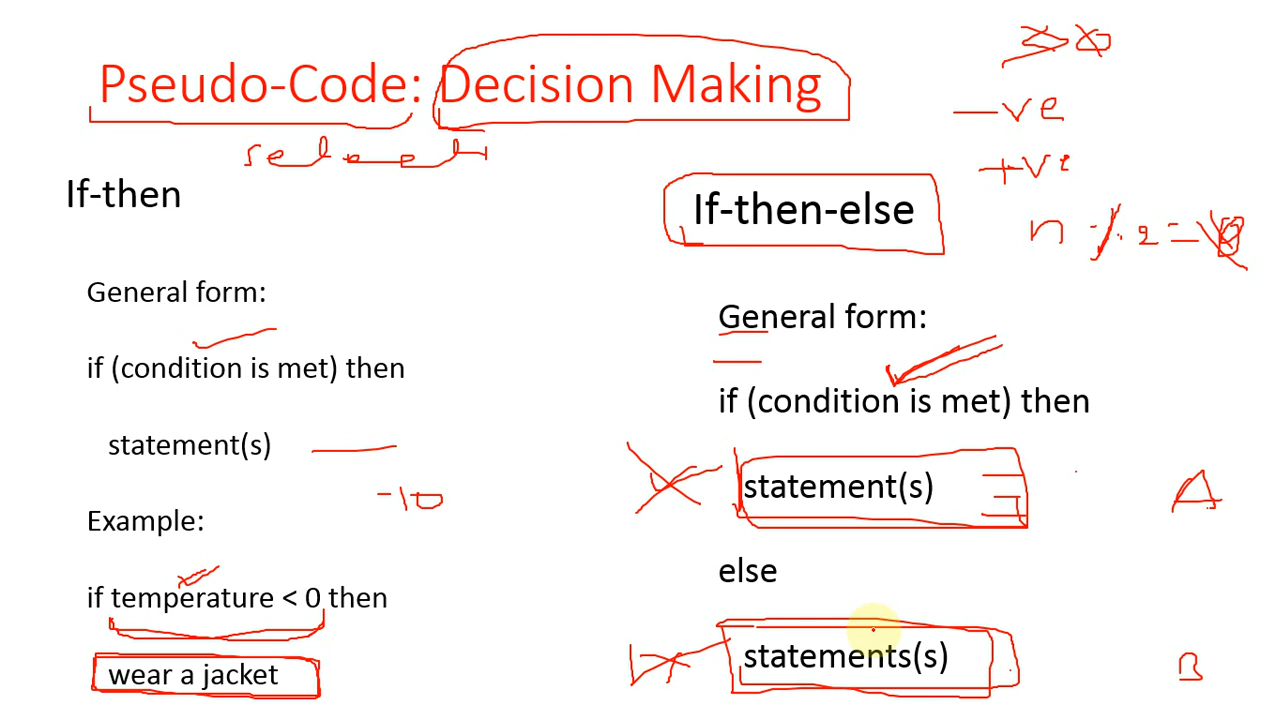 Pseudo-Code: Decision Making
If-then
General form:
if (condition is met) then
statement(s)
-10
Example:
if temperature < 0 then
wear a jacket
-ve
+ve
If-then-else
General form:
if (condition is met) then
statement(s)
A
else
statements(s)
B